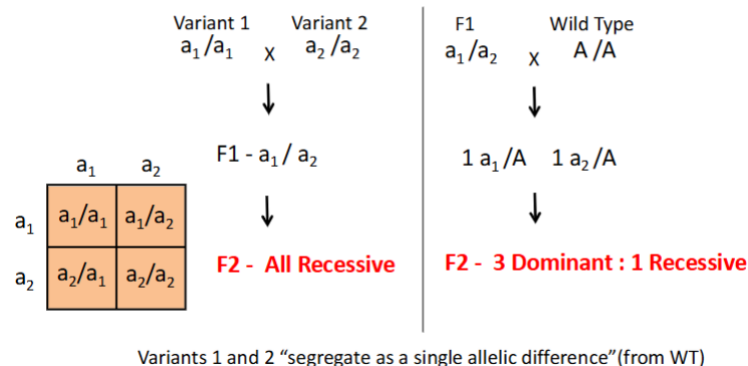 Variant 1 Variant 2
a₁/a₁ X a₂/a₂
F1 - a₁/ a₂
a₁ a₂
a₁ a₁/a₁ a₁/a₂
a₂ a₂/a₁ a₂/a₂
F2 - All Recessive
F1 Wild Type
a₁/a₂ X A/A
1 a₁/A 1 a₂/A
F2 - 3 Dominant : 1 Recessive
Variants 1 and 2 “segregate as a single allelic difference”(from WT)